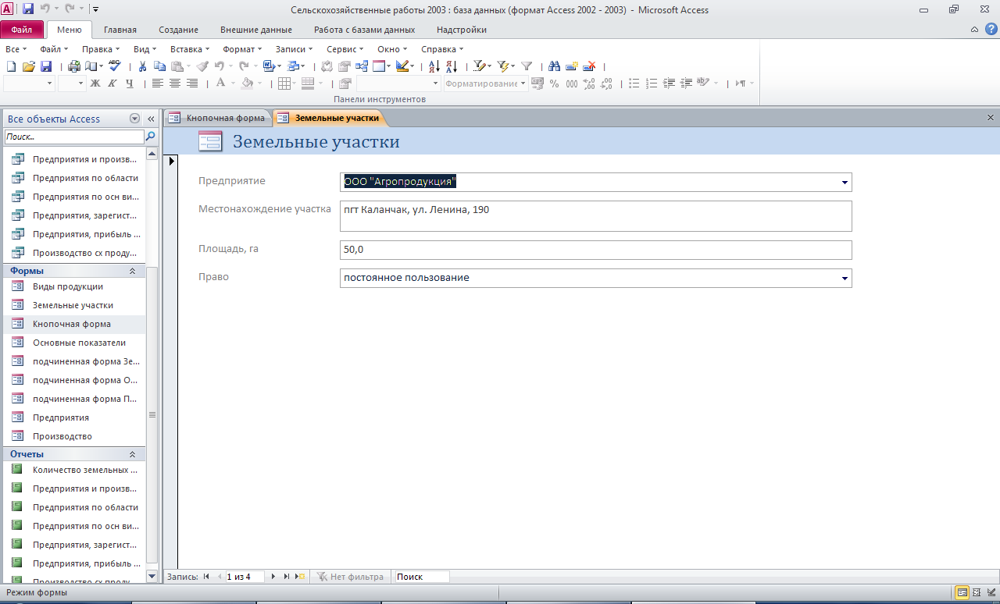 Сельскохозяйственные работы 2003 : база данных (формат Access 2002 - 2003) - Microsoft Access
Файл Меню Главная Создание Внешние данные Работа с базами данных Надстройки
Все Файл Правка Вид Вставка Формат Записи Сервис Окно Справка
Ж К Ч Форматирование % 000
Панели инструментов
Все объекты Access
Поиск...
Предприятия и произв...
Предприятия по области
Предприятия по осн ви...
Предприятия, зарегист...
Предприятия, прибыль ...
Производство сх проду...
Формы
Виды продукции
Земельные участки
Кнопочная форма
Основные показатели
подчиненная форма Зе...
подчиненная форма О...
подчиненная форма П...
Предприятия
Производство
Отчеты
Количество земельных ...
Предприятия и произв...
Предприятия по области
Предприятия по осн ви...
Предприятия, зарегист...
Предприятия, прибыль ...
Производство сх проду...
Кнопочная форма Земельные участки
Земельные участки
Предприятие ООО "Агропродукция"
Местонахождение участка пгт Каланчак, ул. Ленина, 190
Площадь, га 50,0
Право постоянное пользование
Запись: 1 из 4 Нет фильтра Поиск
Режим формы